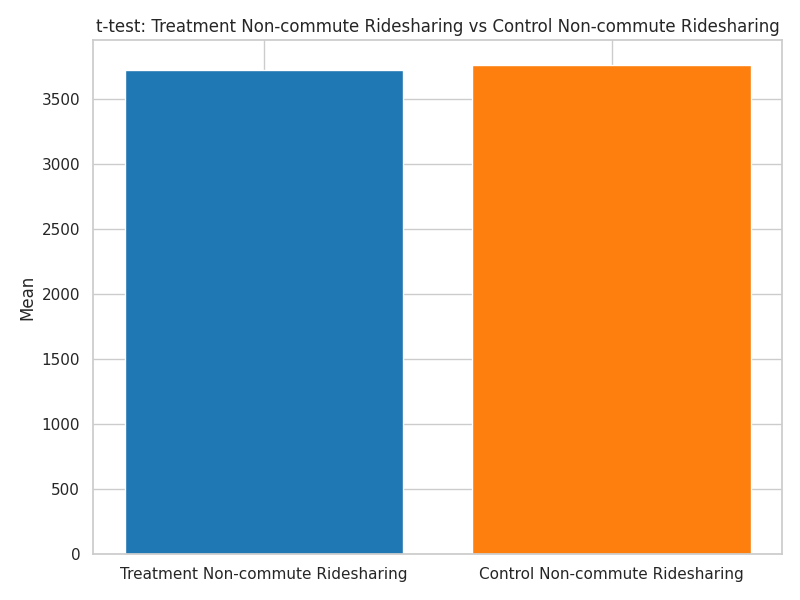 t-test: Treatment Non-commute Ridesharing vs Control Non-commute Ridesharing
Mean
3500
3000
2500
2000
1500
1000
500
0
Treatment Non-commute Ridesharing
Control Non-commute Ridesharing